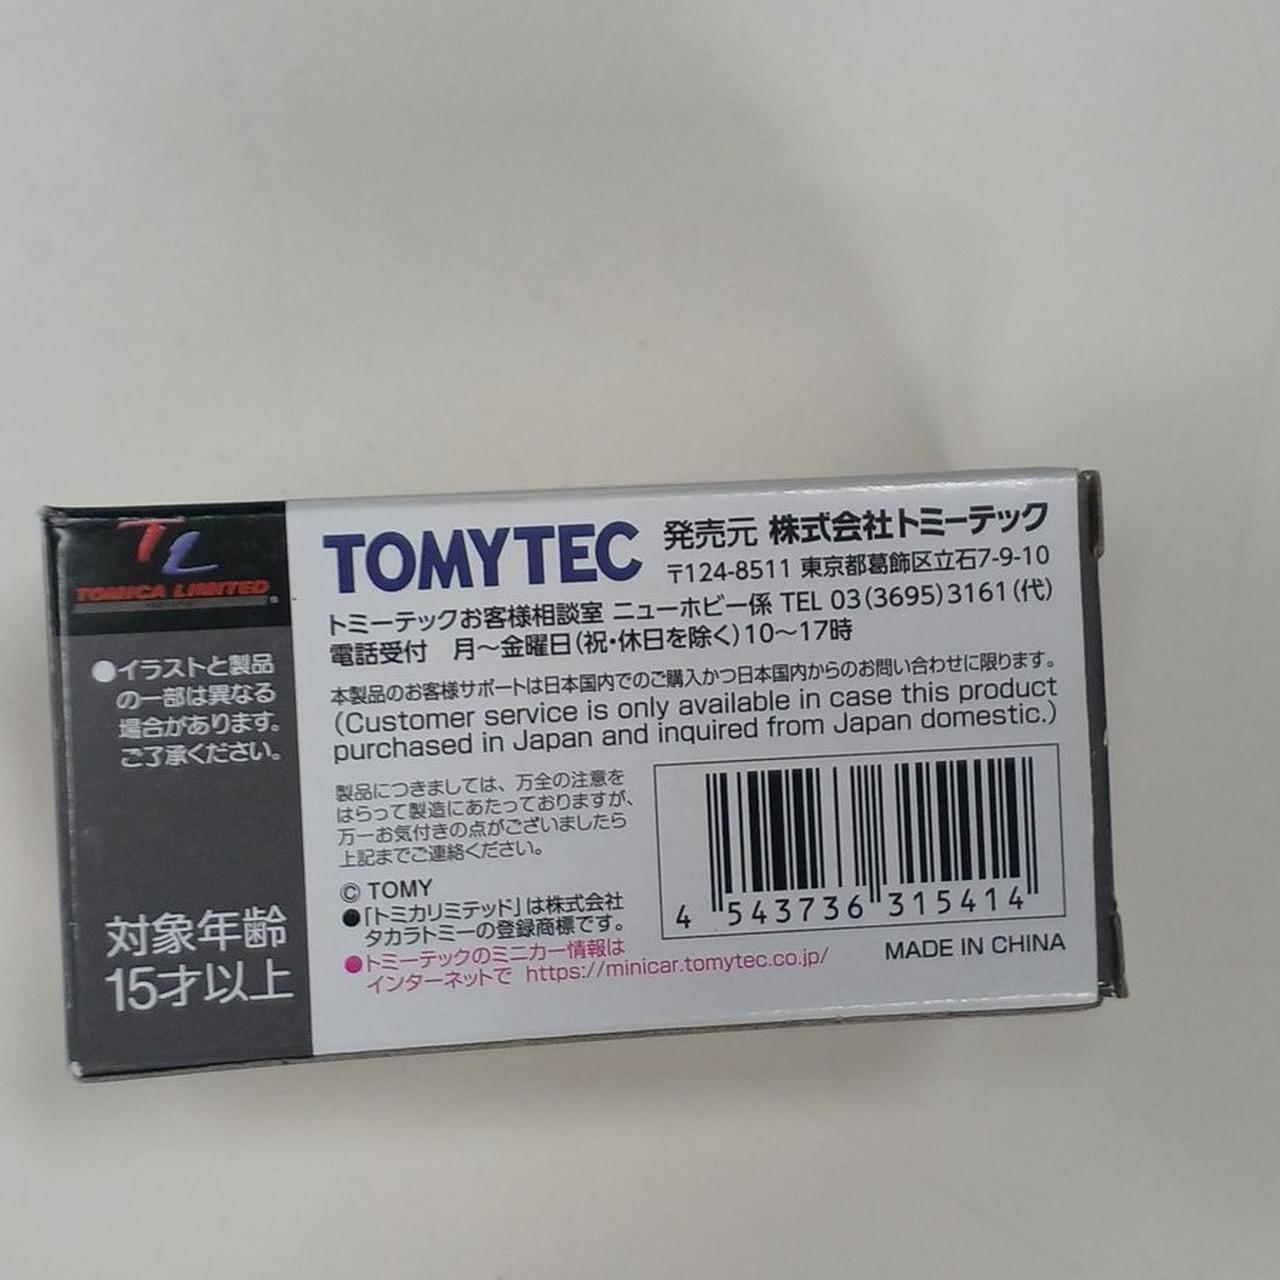 TL
TOMICA LIMITED
●イラストと製品
の一部は異なる
場合があります。
ご了承ください。
対象年齢
15才以上
TOMYTEC
発売元 株式会社トミーテック
〒124-8511 東京都葛飾区立石7-9-10
トミーテックお客様相談室 ニューホビー係 TEL 03(3695)3161(代)
電話受付 月～金曜日(祝・休日を除く)10～17時
本製品のお客様サポートは日本国内でのご購入かつ日本国内からのお問い合わせに限ります。
(Customer service is only available in case this product
purchased in Japan and inquired from Japan domestic.)
製品につきましては、万全の注意を
はらって製造にあたっておりますが、
万一お気付きの点がございましたら
上記までご連絡ください。
© TOMY
●「トミカリミテッド」は株式会社
タカラトミーの登録商標です。
●トミーテックのミニカー情報は
インターネットで https://minicar.tomytec.co.jp/
4 543736 315414
MADE IN CHINA